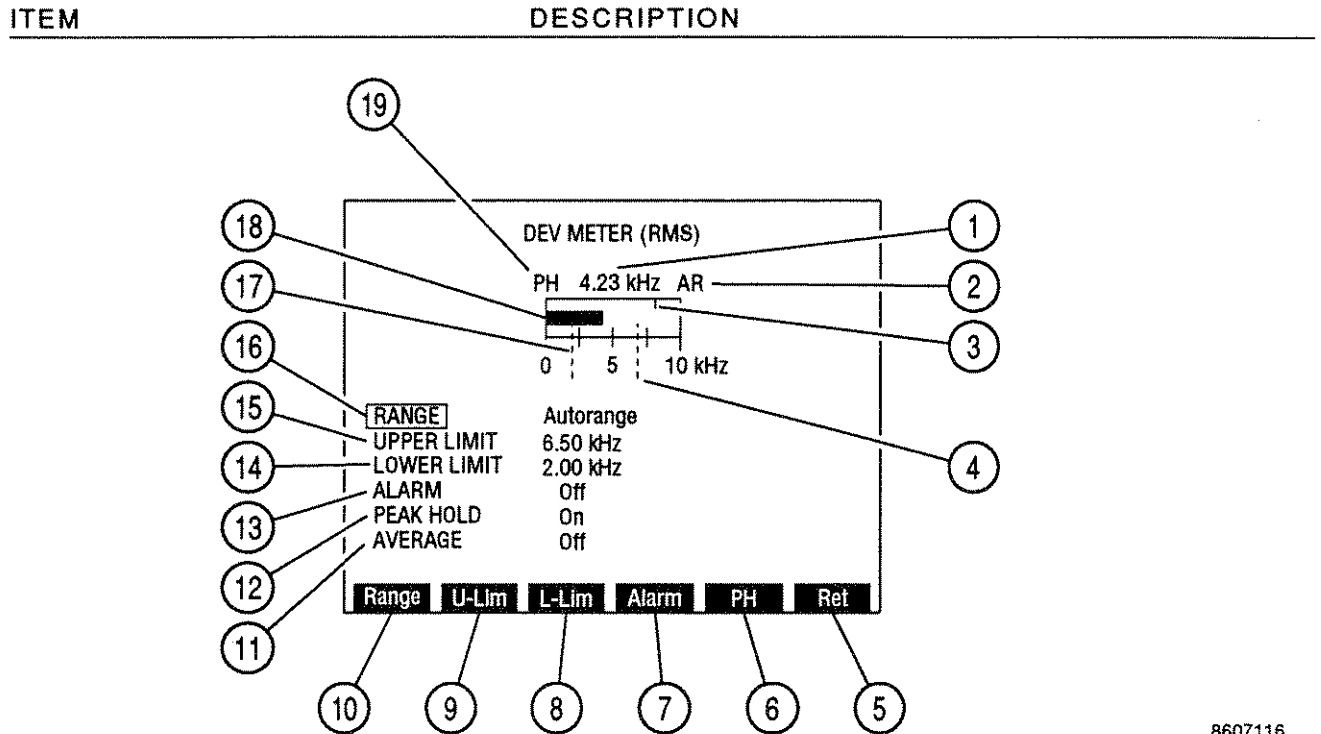 ITEM DESCRIPTION
19
18
DEV METER (RMS)
1
17
PH 4.23 kHz AR
2
16
3
0 5 10 kHz
15
RANGE Autorange
UPPER LIMIT 6.50 kHz
14
LOWER LIMIT 2.00 kHz
4
ALARM Off
13
PEAK HOLD On
AVERAGE Off
12
Range U-Lim L-Lim Alarm PH Ret
11
10 9 8 7 6 5
8607116